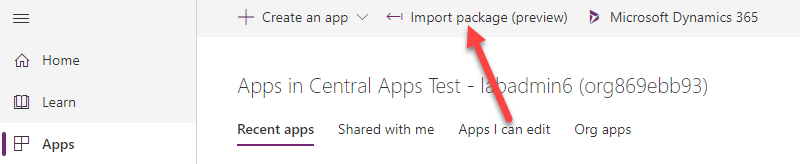 Create an app Import package (preview) Microsoft Dynamics 365
Home
Learn
Apps
Apps in Central Apps Test - labadmin6 (org869ebb93)
Recent apps Shared with me Apps I can edit Org apps